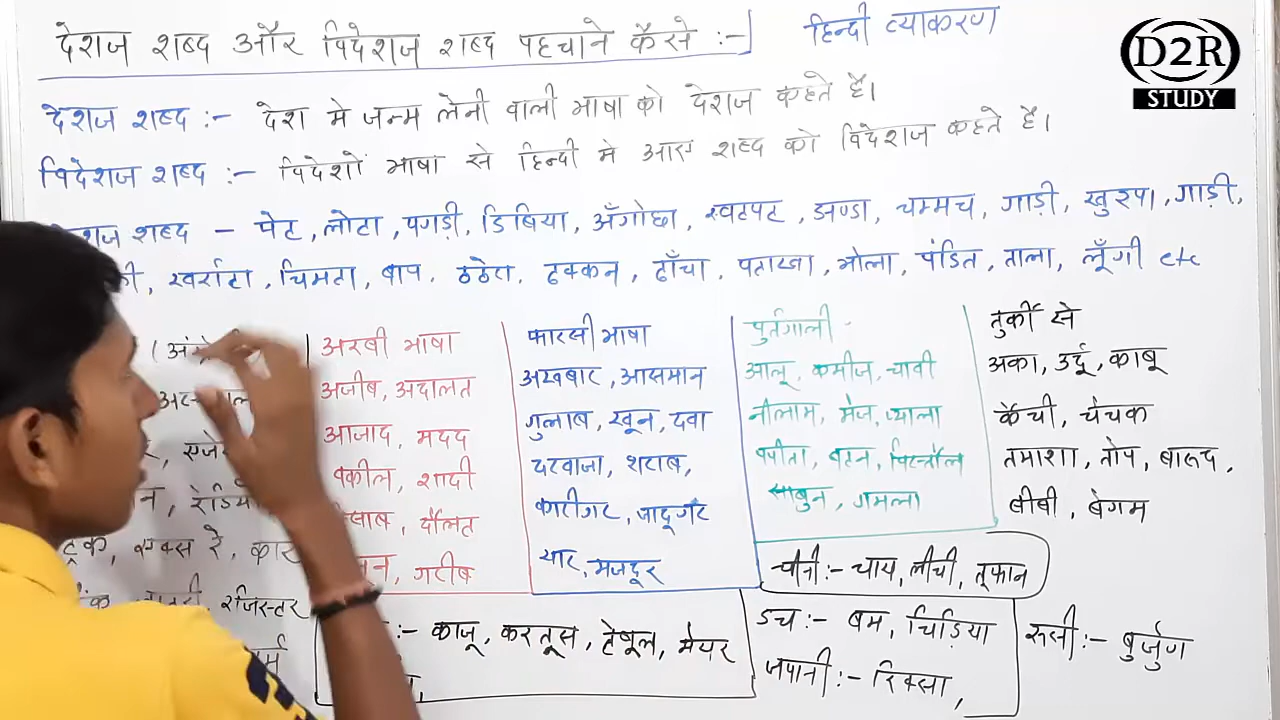 देशज शब्द और विदेशज शब्द पहचाने कैसे :-
हिन्दी व्याकरण
D2R
STUDY
देशज शब्द :- देश मे जन्म लेनी वाली भाषा को देशज कहते है।
विदेशज शब्द :- विदेशों भाषा से हिन्दी मे आए शब्द को विदेशज कहते है।
शब्द - पेट, लोटा, पगड़ी, डिबिया, अँगोछा, खटपट, झण्डा, चम्मच, गाड़ी, खुरपा, गाड़ी,
खर्राटा, चिमटा, बाप, ठठेरा, ढक्कन, ढाँचा, पटाखा, भोला, पंडित, ताला, लूँगी etc
अरबी भाषा
अजीब, अदालत
आजाद, मदद
वकील, शादी
दौलत
गरीब
फारसी भाषा
अखबार, आसमान
गुलाब, खून, दवा
दरवाजा, शराब,
कारीगर, जादूगर
यार, मजदूर
पुर्तगाली
आलू, कमीज, चावी
नीलाम, मेज, प्याला
पपीता, बटन, पिस्तौल
साबुन, गमला
तुर्की से
अका, उर्दू, काबू
कैंची, चेचक
तमाशा, तोप, बारूद,
बीबी, बेगम
ट्रक, एक्स रे, कार
रजिस्टर
:- काजू, करतूस, टेबूल, मेयर
चीनी :- चाय, लीची, तूफान
डच :- बम, चिड़िया
जपानी :- रिक्सा,
रूसी :- बुर्जुग